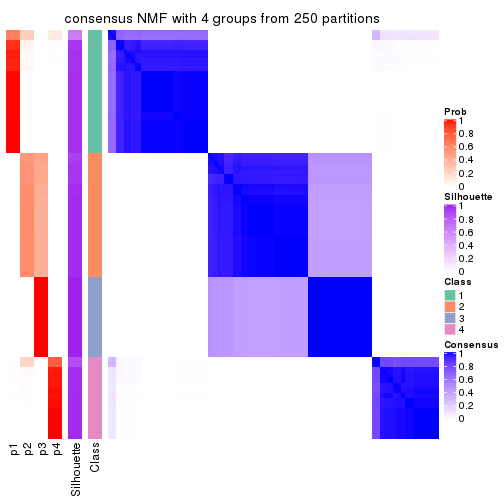 consensus NMF with 4 groups from 250 partitions
Prob
1
0.8
0.6
0.4
0.2
0
Silhouette
1
0.8
0.6
0.4
0.2
0
Class
1
2
3
4
Consensus
1
0.8
0.6
0.4
0.2
0
p1
p2
p3
p4
Silhouette
Class